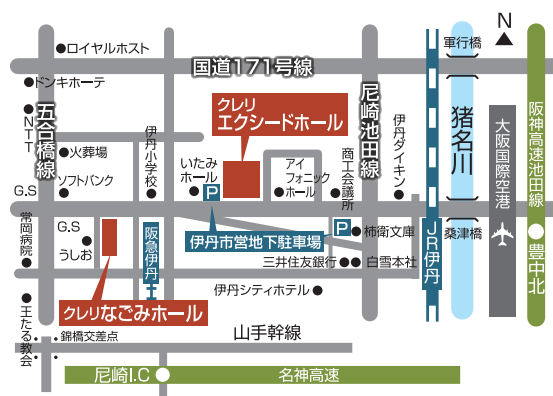 N
ロイヤルホスト
軍行橋
国道171号線
ドンキホーテ
NTT
五合橋線
クレリ
エクシードホール
尼崎池田線
猪名川
大阪国際空港
阪神高速池田線
火葬場
伊丹小学校
いたみ
ホール
アイ
フォニック
ホール
商工会議所
伊丹ダイキン
G.S
ソフトバンク
P
常岡病院
G.S
うしお
阪急伊丹
伊丹市営地下駐車場
P
柿衛文庫
JR伊丹
桑津橋
豊中北
三井住友銀行
白雪本社
クレリなごみホール
伊丹シティホテル
王たる教会
錦橋交差点
山手幹線
尼崎I.C
名神高速